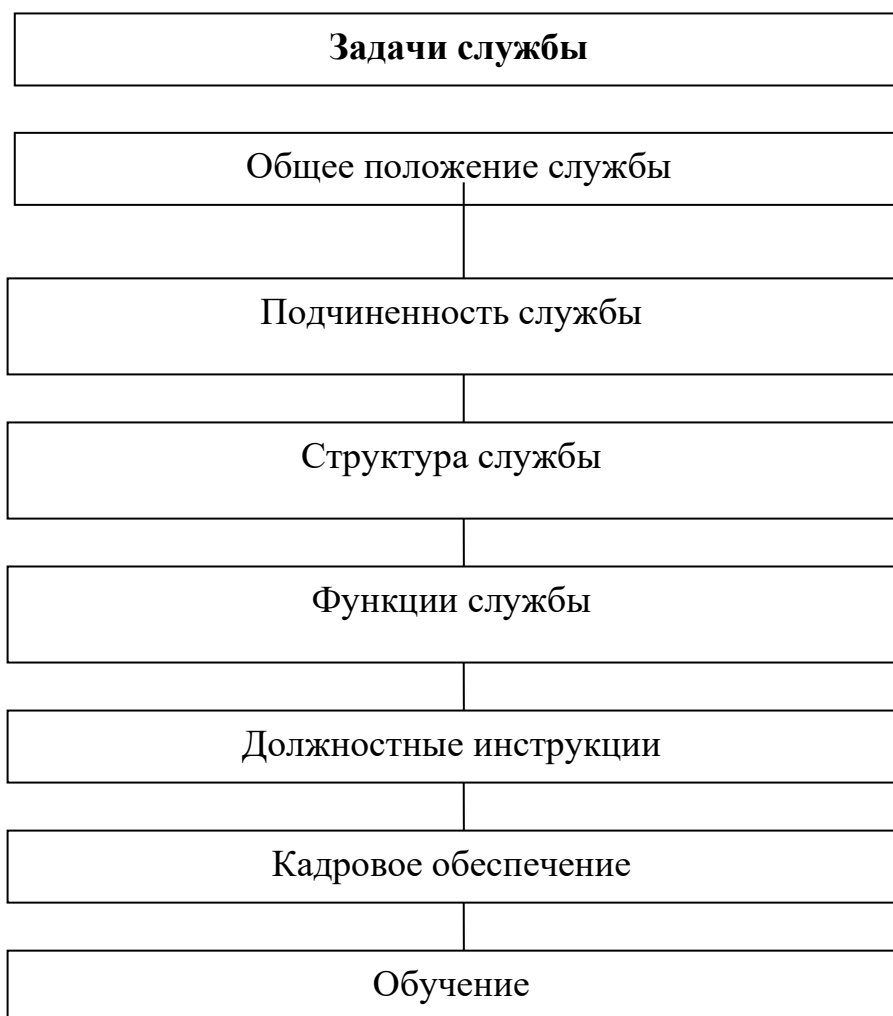 Задачи службы
Общее положение службы
Подчиненность службы
Структура службы
Функции службы
Должностные инструкции
Кадровое обеспечение
Обучение